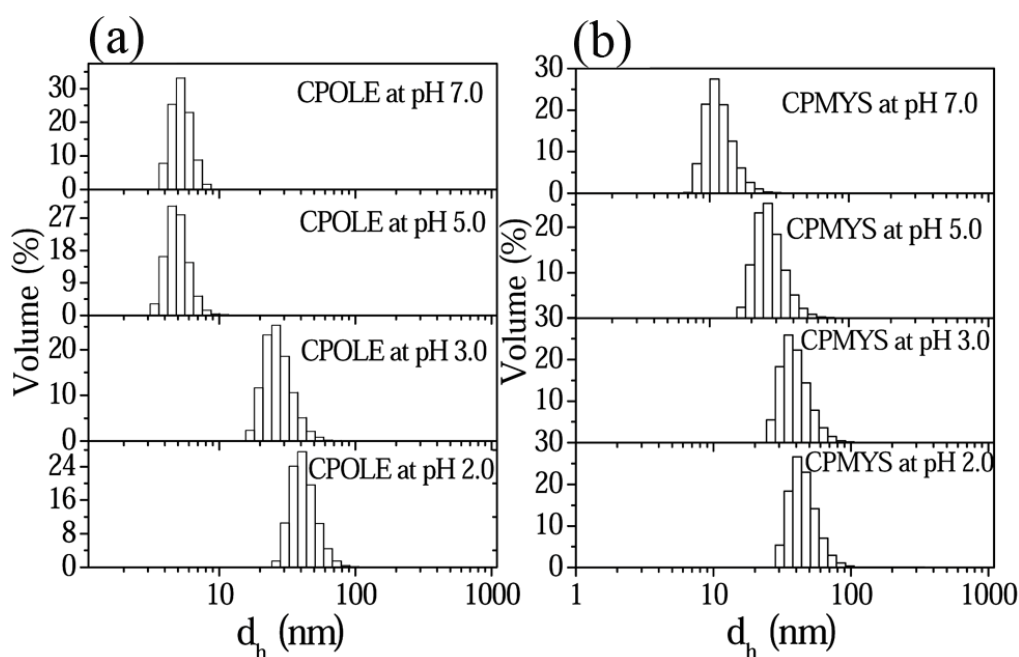 (a)
CPOLE at pH 7.0
30
20
10
0
CPOLE at pH 5.0
27
18
9
0
CPOLE at pH 3.0
20
10
0
CPOLE at pH 2.0
24
16
8
0
10 100 1000
Volume (%)
dh (nm)
(b)
CPMYS at pH 7.0
30
20
10
0
CPMYS at pH 5.0
20
10
30
CPMYS at pH 3.0
20
10
30
CPMYS at pH 2.0
20
10
0
1 10 100 1000
Volume (%)
dh (nm)